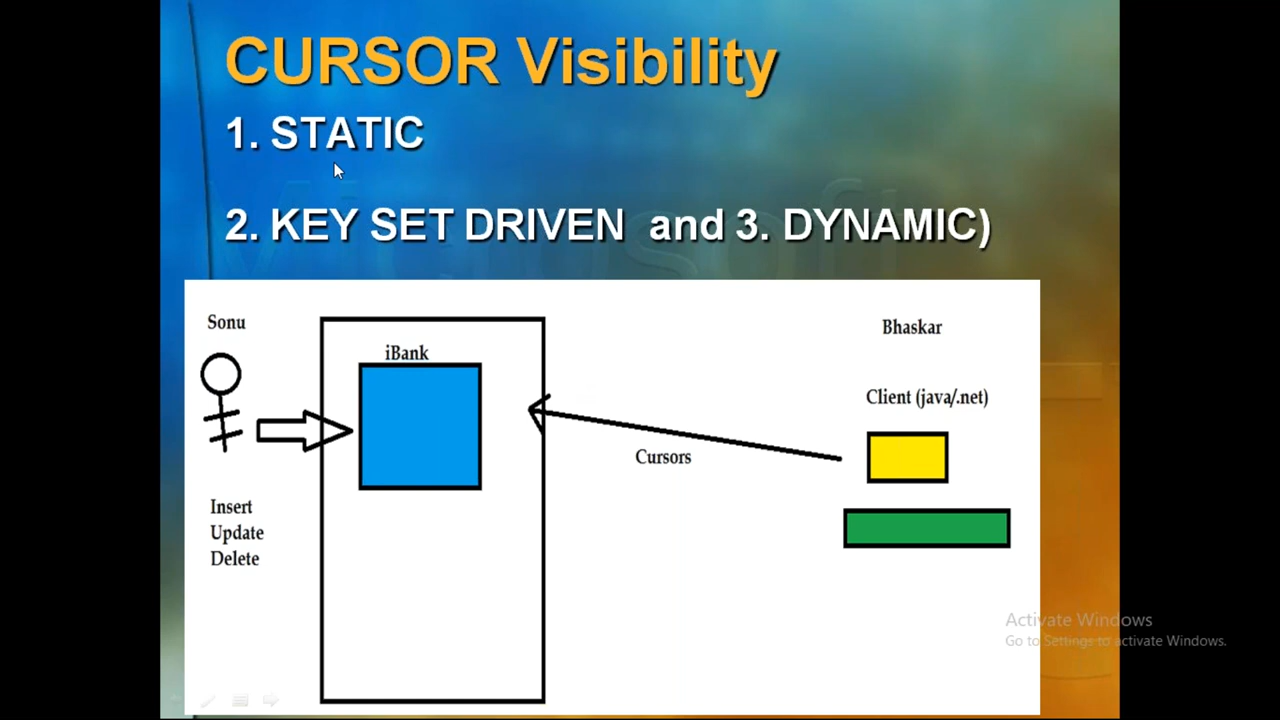 CURSOR Visibility
1. STATIC
2. KEY SET DRIVEN and 3. DYNAMIC)
Sonu
iBank
Bhaskar
Client (java/.net)
Cursors
Insert
Update
Delete
Activate Windows
Go to Settings to activate Windows.
Microsoft